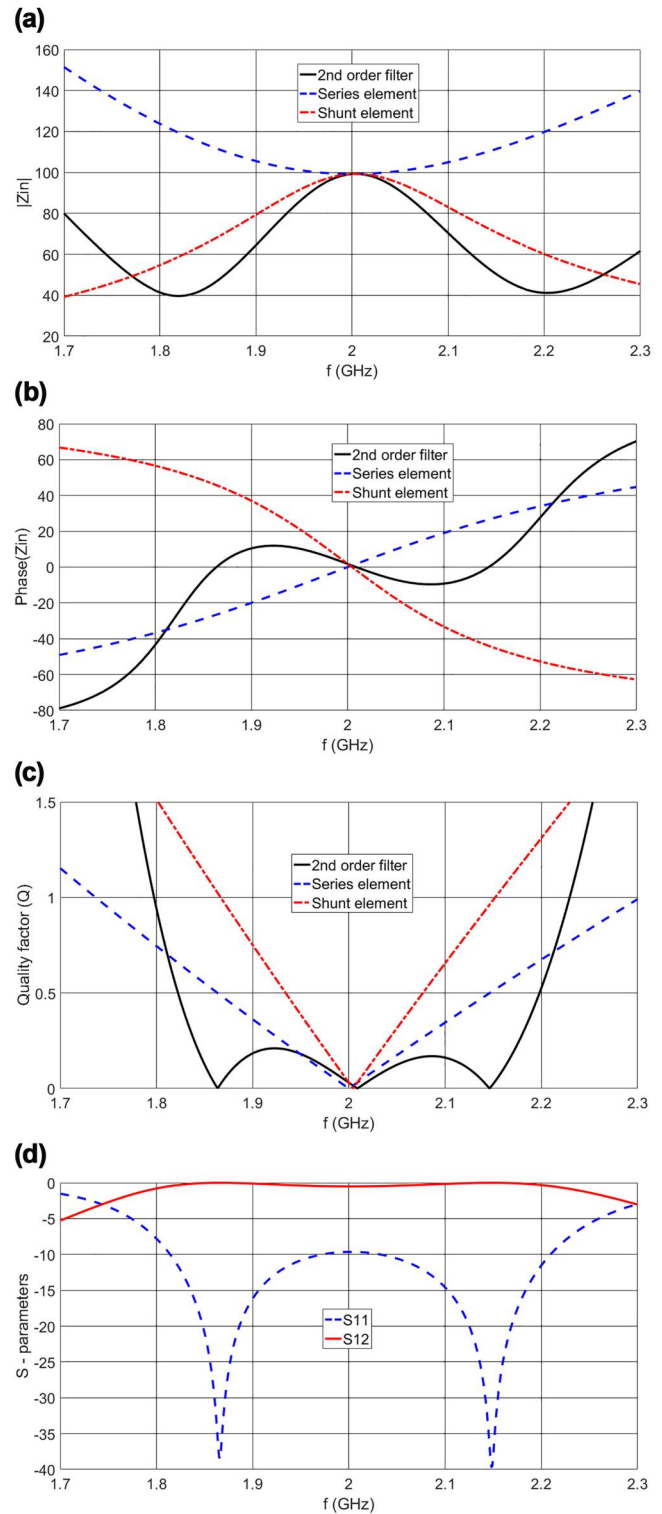 (a)
160
140
120
100
80
60
40
20
|Zin|
2nd order filter
Series element
Shunt element
1.7
1.8
1.9
2
2.1
2.2
2.3
f (GHz)
(b)
80
60
40
20
0
-20
-40
-60
-80
Phase(Zin)
2nd order filter
Series element
Shunt element
1.7
1.8
1.9
2
2.1
2.2
2.3
f (GHz)
(c)
1.5
1
0.5
0
Quality factor (Q)
2nd order filter
Series element
Shunt element
1.7
1.8
1.9
2
2.1
2.2
2.3
f (GHz)
(d)
0
-5
-10
-15
-20
-25
-30
-35
-40
S - parameters
S11
S12
1.7
1.8
1.9
2
2.1
2.2
2.3
f (GHz)